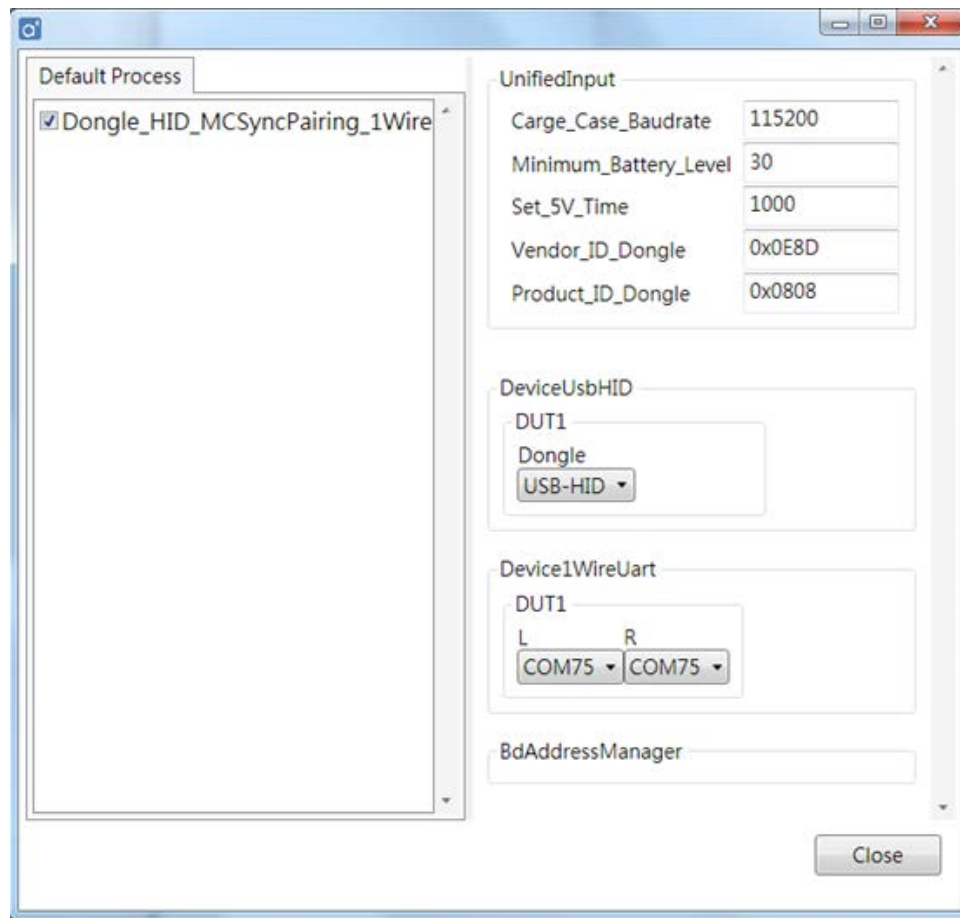 Default Process
Dongle_HID_MCSyncPairing_1Wire
UnifiedInput
Carge_Case_Baudrate 115200
Minimum_Battery_Level 30
Set_5V_Time 1000
Vendor_ID_Dongle 0x0E8D
Product_ID_Dongle 0x0808
DeviceUsbHID
DUT1
Dongle
USB-HID
Device1WireUart
DUT1
L R
COM75 COM75
BdAddressManager
Close